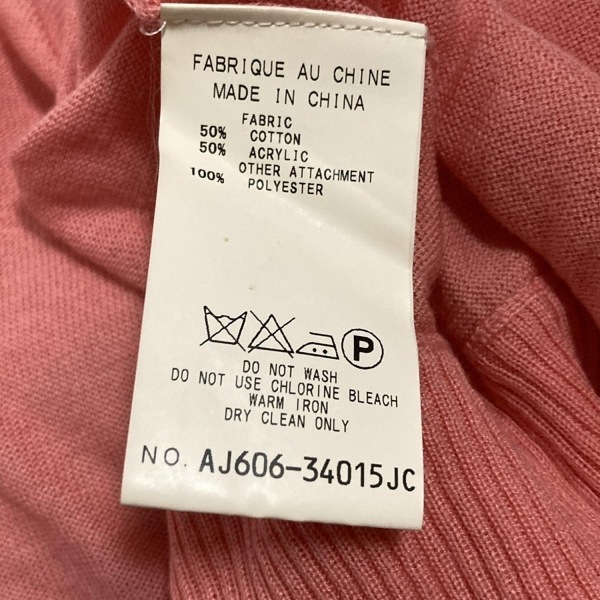 FABRIQUE AU CHINE
MADE IN CHINA
FABRIC
50% COTTON
50% ACRYLIC
OTHER ATTACHMENT
100% POLYESTER
P
DO NOT WASH
DO NOT USE CHLORINE BLEACH
WARM IRON
DRY CLEAN ONLY
NO. AJ606-34015JC